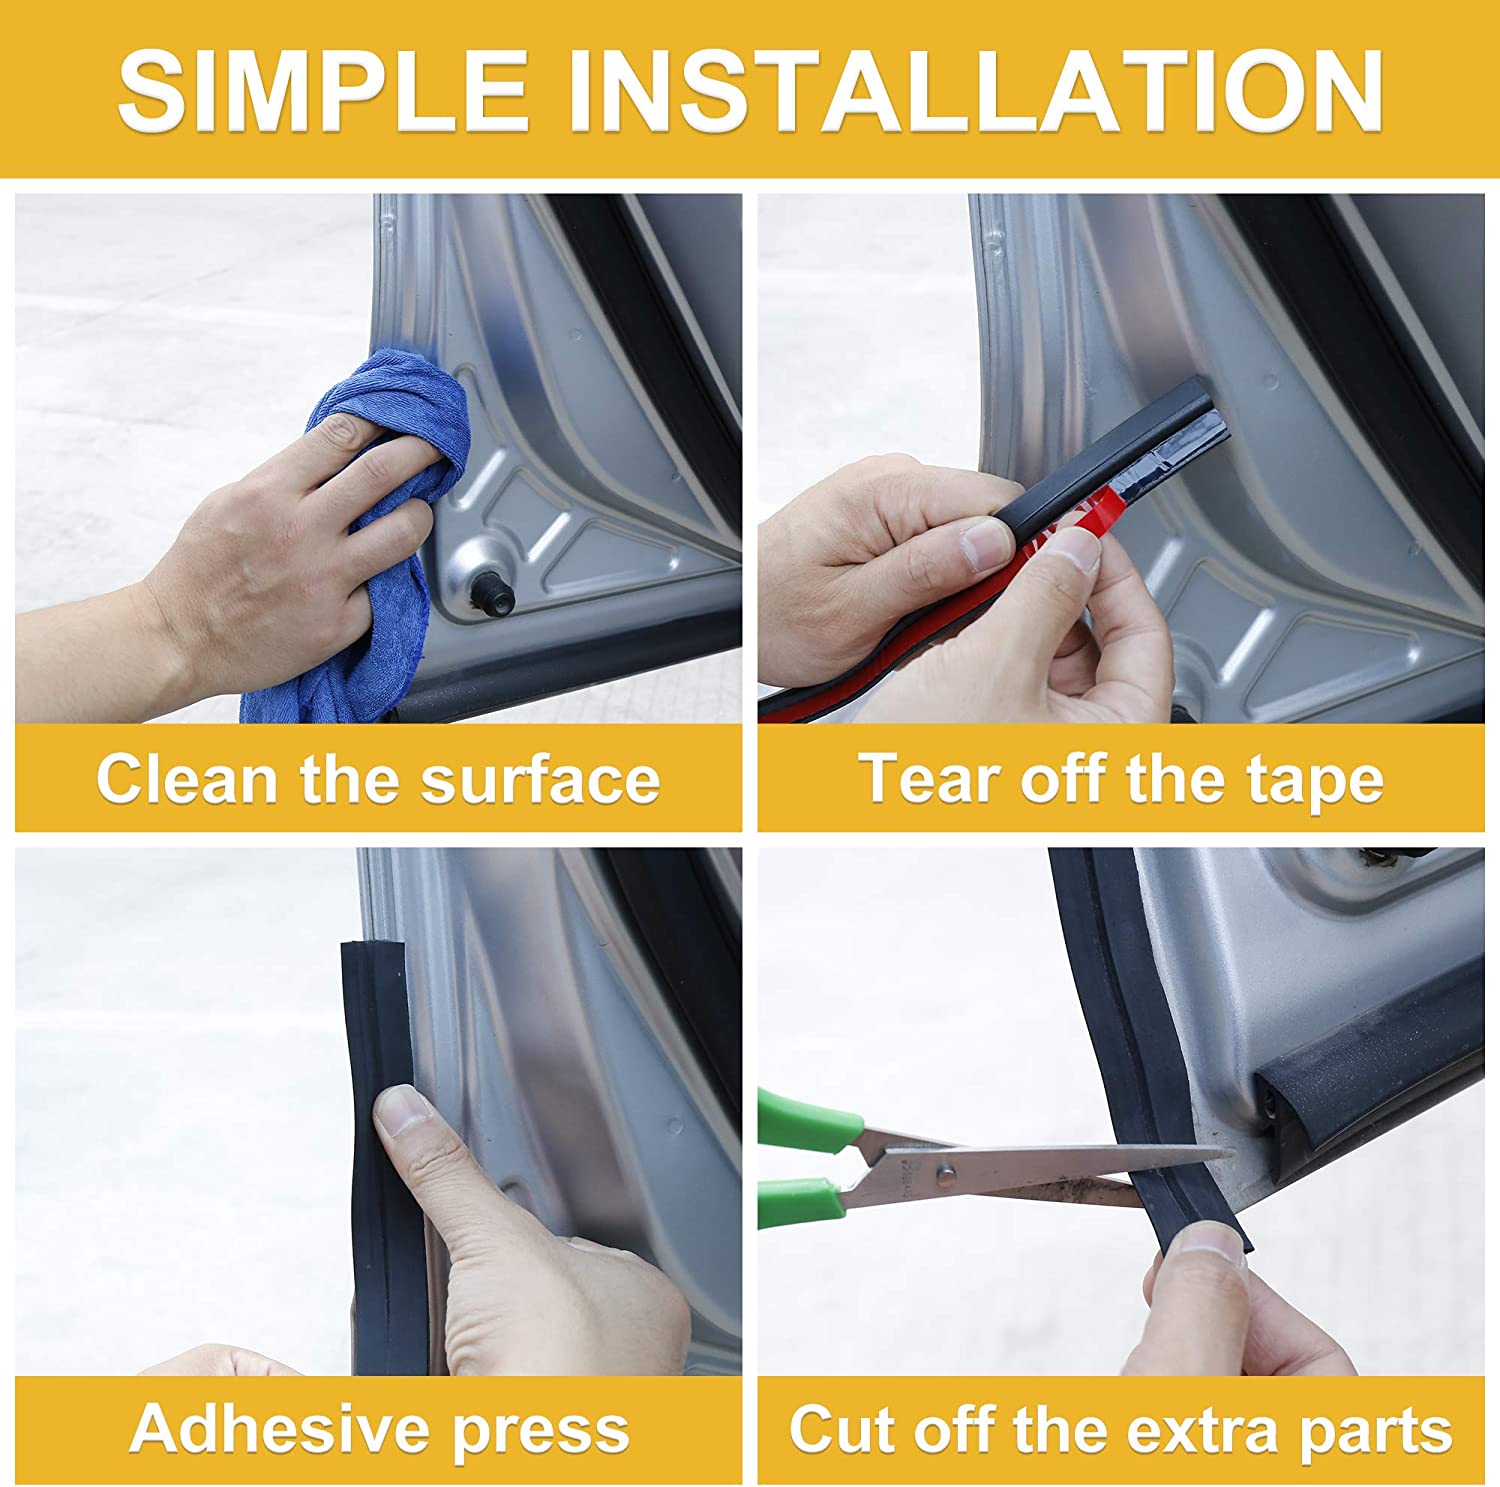 SIMPLE INSTALLATION
Clean the surface
Tear off the tape
Adhesive press
Cut off the extra parts